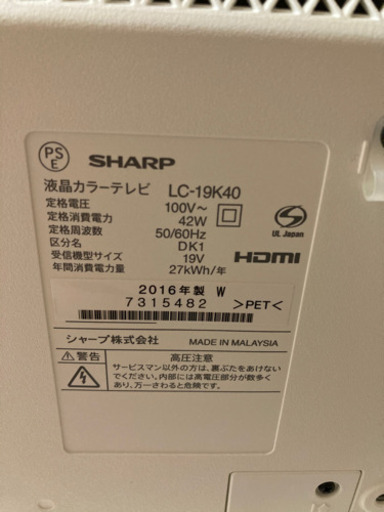 PS
E
SHARP
液晶カラーテレビ LC-19K40
定格電圧 100V～
定格消費電力 42W
定格周波数 50/60Hz
区分名 DK1
受信機型サイズ 19V
年間消費電力量 27kWh/年
S
UL Japan
HDMI
2016年製 W
7315482 >PET<
シャープ株式会社 MADE IN MALAYSIA
⚠警告 高圧注意
サービスマン以外の方は、裏ぶたをあけない
でください。内部には高電圧部分が数多く
あり、万一さわると危険です。